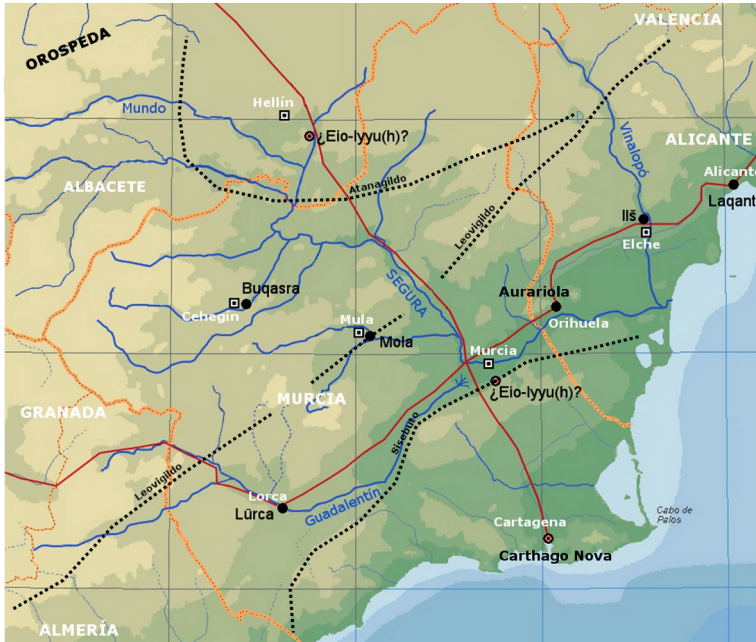 VALENCIA
OROSPEDA
Hellín
Mundo
¿Eio-Iyyu(h)?
Vinalopó
ALICANTE
Alicante
Laqant
ALBACETE
Atanagildo
Leovigildo
Ilš
Elche
SEGURA
Buqasra
Cehegín
Aurariola
Orihuela
Mula
Mola
Murcia
¿Eio-Iyyu(h)?
MURCIA
GRANADA
Sisebuto
Leovigildo
Lorca
Lūrca
Guadalentín
Cabo de
Palos
Cartagena
Carthago Nova
ALMERÍA